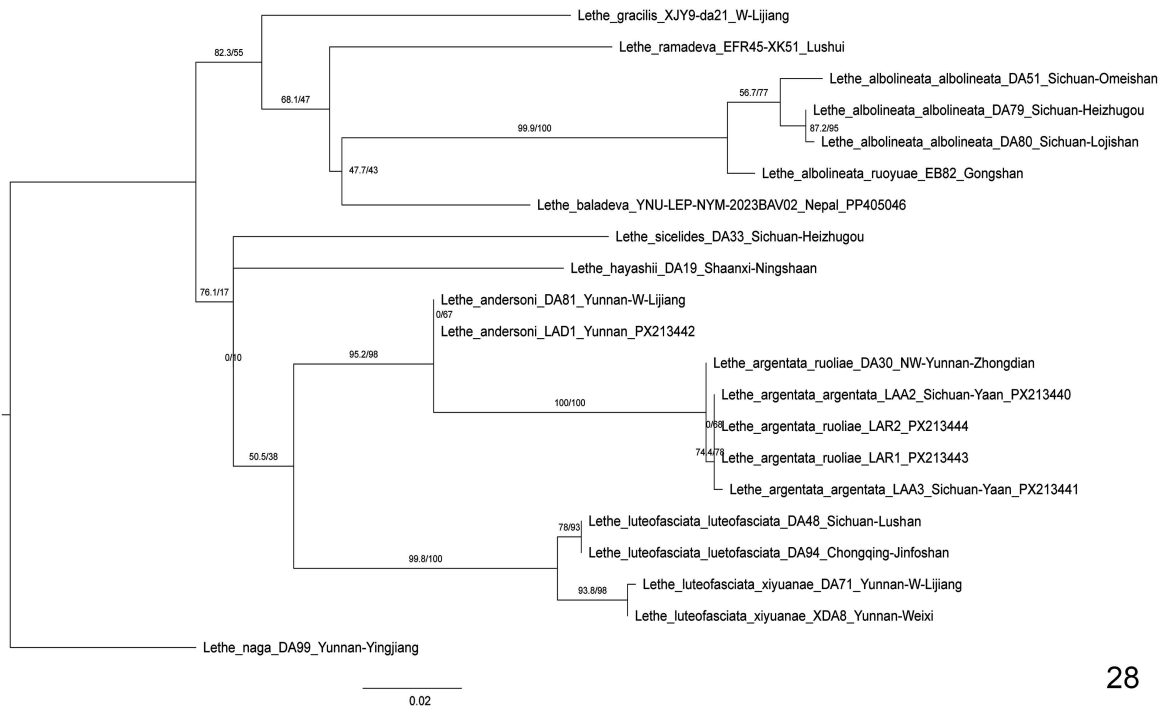 Lethe_gracilis_XJY9-da21_W-Lijiang
82.3/55
Lethe_ramadeva_EFR45-XK51_Lushui
68.1/47
Lethe_albolineata_albolineata_DA51_Sichuan-Omeishan
56.7/77
Lethe_albolineata_albolineata_DA79_Sichuan-Heizhugou
87.2/95
99.9/100
Lethe_albolineata_albolineata_DA80_Sichuan-Lojishan
47.7/43
Lethe_albolineata_ruoyuae_EB82_Gongshan
Lethe_baladeva_YNU-LEP-NYM-2023BAV02_Nepal_PP405046
Lethe_sicelides_DA33_Sichuan-Heizhugou
Lethe_hayashii_DA19_Shaanxi-Ningshaan
76.1/17
Lethe_andersoni_DA81_Yunnan-W-Lijiang
0/67
Lethe_andersoni_LAD1_Yunnan_PX213442
0/10
95.2/98
Lethe_argentata_ruoliae_DA30_NW-Yunnan-Zhongdian
Lethe_argentata_argentata_LAA2_Sichuan-Yaan_PX213440
100/100
0/68
Lethe_argentata_ruoliae_LAR2_PX213444
74.4/78
Lethe_argentata_ruoliae_LAR1_PX213443
50.5/38
Lethe_argentata_argentata_LAA3_Sichuan-Yaan_PX213441
Lethe_luteofasciata_luteofasciata_DA48_Sichuan-Lushan
78/93
Lethe_luteofasciata_luetofasciata_DA94_Chongqing-Jinfoshan
99.8/100
Lethe_luteofasciata_xiyuanae_DA71_Yunnan-W-Lijiang
93.8/98
Lethe_luteofasciata_xiyuanae_XDA8_Yunnan-Weixi
Lethe_naga_DA99_Yunnan-Yingjiang
0.02
28